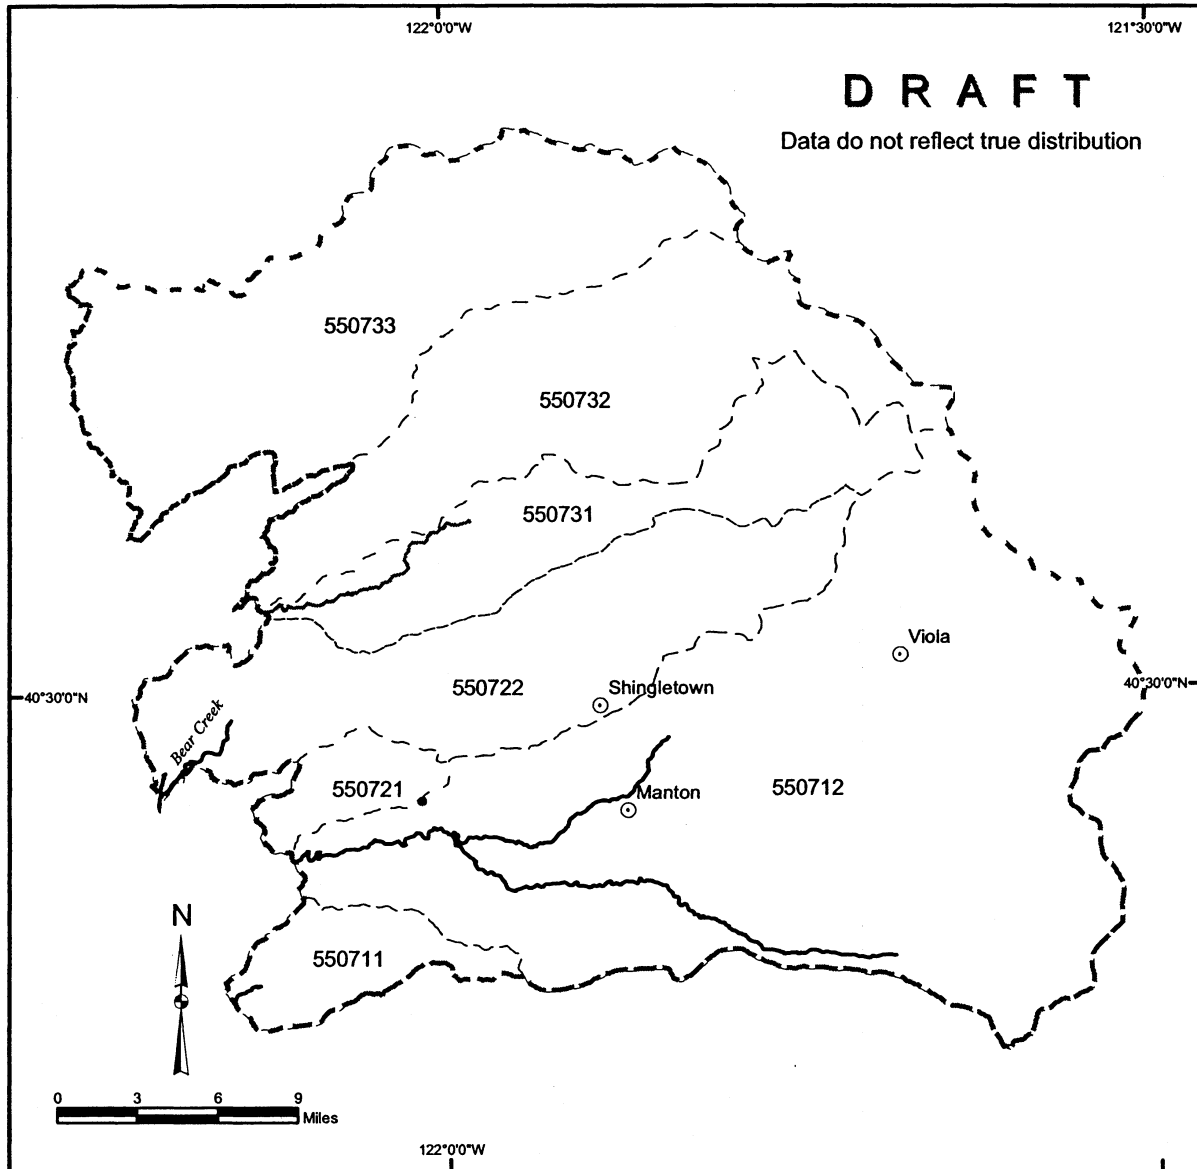 122°0'0"W
121°30'0"W
D R A F T
Data do not reflect true distribution
550733
550732
550731
Viola
550722
Shingletown
40°30'0"N
40°30'0"N
Bear Creek
550721
Manton
550712
N
550711
0 3 6 9
Miles
122°0'0"W